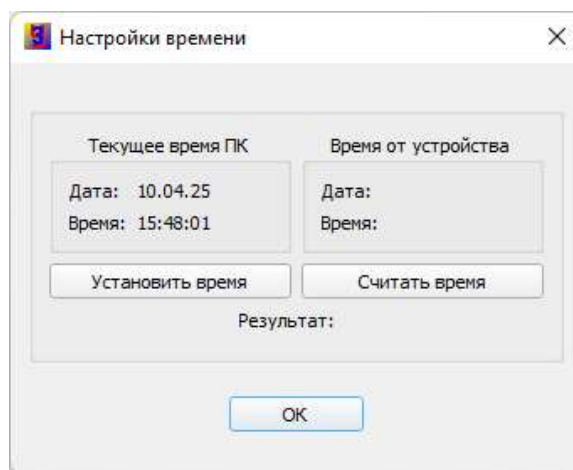 Настройки времени
Текущее время ПК
Время от устройства
Дата: 10.04.25
Время: 15:48:01
Дата:
Время:
Установить время
Считать время
Результат:
OK